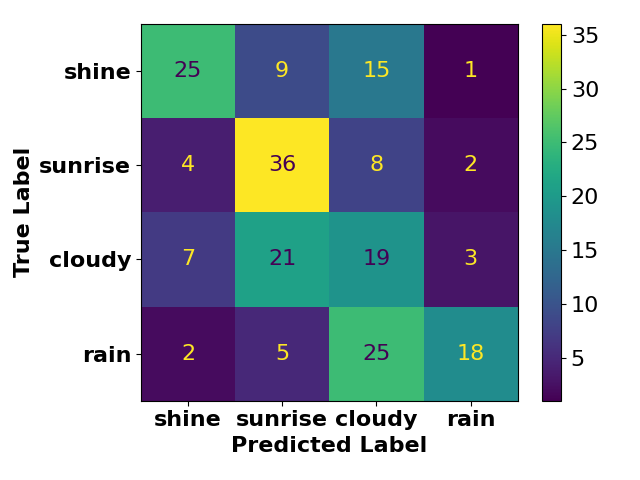 shine 25 9 15 1
sunrise 4 36 8 2
cloudy 7 21 19 3
rain 2 5 25 18
shine sunrise cloudy rain
Predicted Label
True Label
35
30
25
20
15
10
5